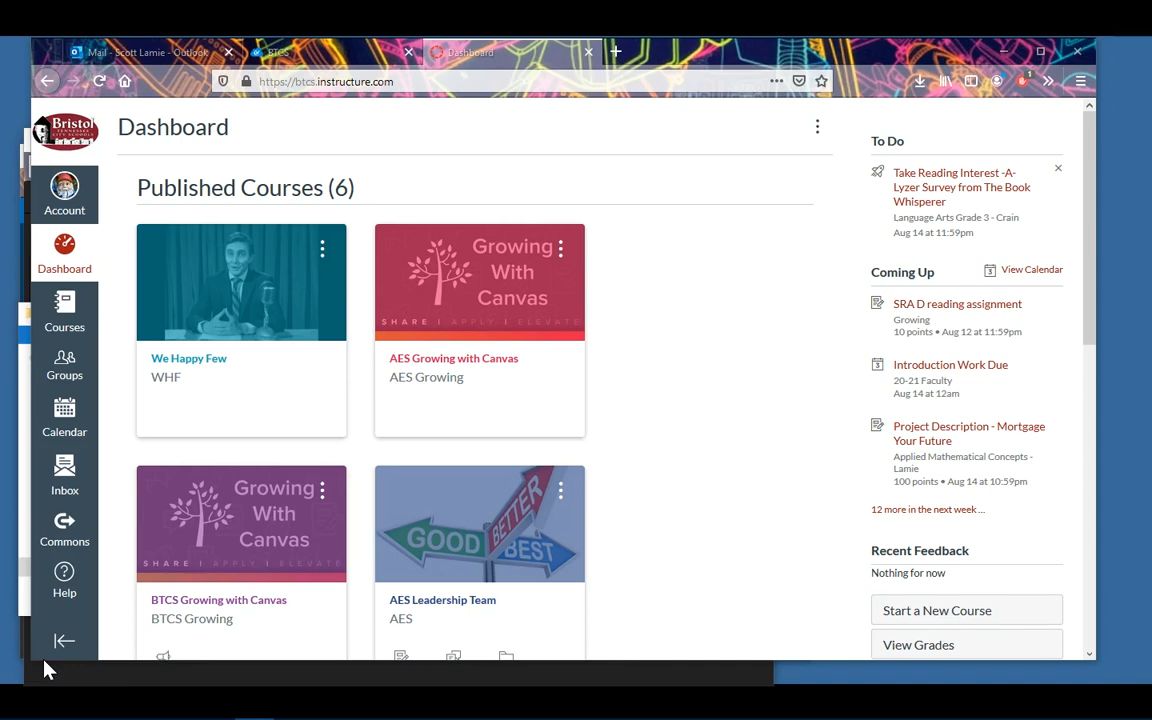 Mail - Scott Lamie - Outlook
BTCS
Dashboard
https://btcs.instructure.com
1
Bristol
TENNESSEE
CITY SCHOOLS
Account
Dashboard
Courses
Groups
Calendar
Inbox
Commons
Help
Dashboard
Published Courses (6)
We Happy Few
WHF
Growing
With
Canvas
SHARE | APPLY | ELEVATE
AES Growing with Canvas
AES Growing
Growing
With
Canvas
SHARE | APPLY | ELEVATE
BTCS Growing with Canvas
BTCS Growing
GOOD
BETTER
BEST
AES Leadership Team
AES
To Do
Take Reading Interest -A-
Lyzer Survey from The Book
Whisperer
Language Arts Grade 3 - Crain
Aug 14 at 11:59pm
Coming Up
3 View Calendar
SRA D reading assignment
Growing
10 points • Aug 12 at 11:59pm
3 Introduction Work Due
20-21 Faculty
Aug 14 at 12am
Project Description - Mortgage
Your Future
Applied Mathematical Concepts -
Lamie
100 points • Aug 14 at 10:59pm
12 more in the next week ...
Recent Feedback
Nothing for now
Start a New Course
View Grades